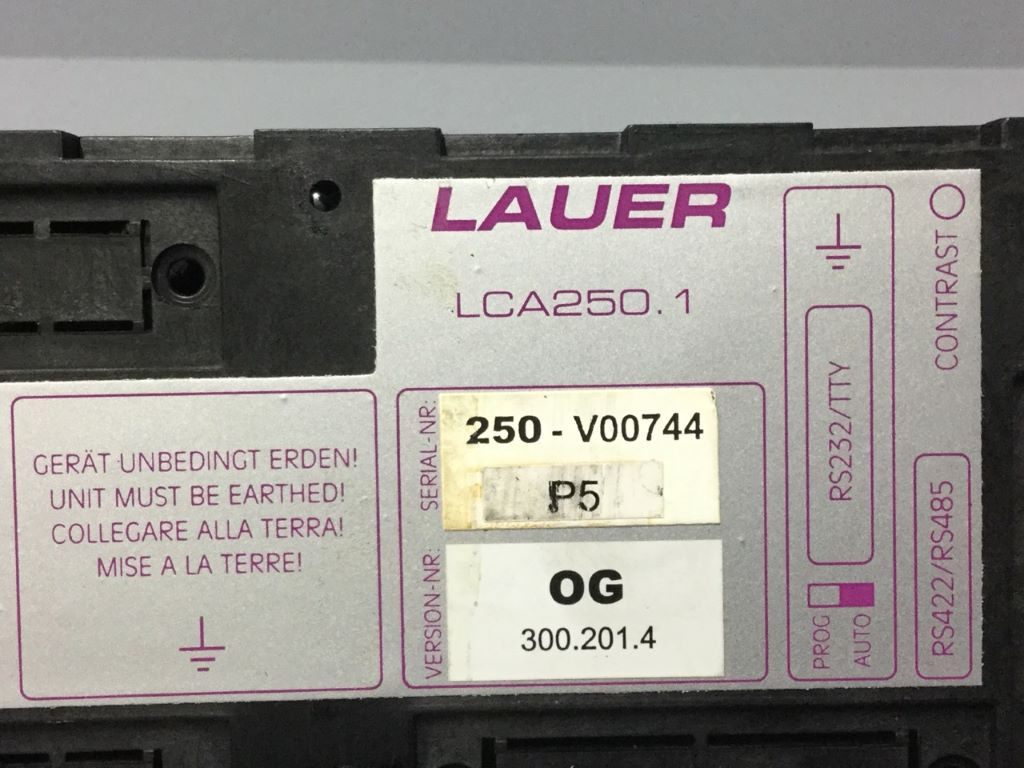 LAUER
LCA250.1
GERÄT UNBEDINGT ERDEN!
UNIT MUST BE EARTHED!
COLLEGARE ALLA TERRA!
MISE A LA TERRE!
SERIAL-NR:
250 - V00744
P5
VERSION-NR:
OG
300.201.4
RS232/TTY
PROG
AUTO
CONTRAST
RS422/RS485